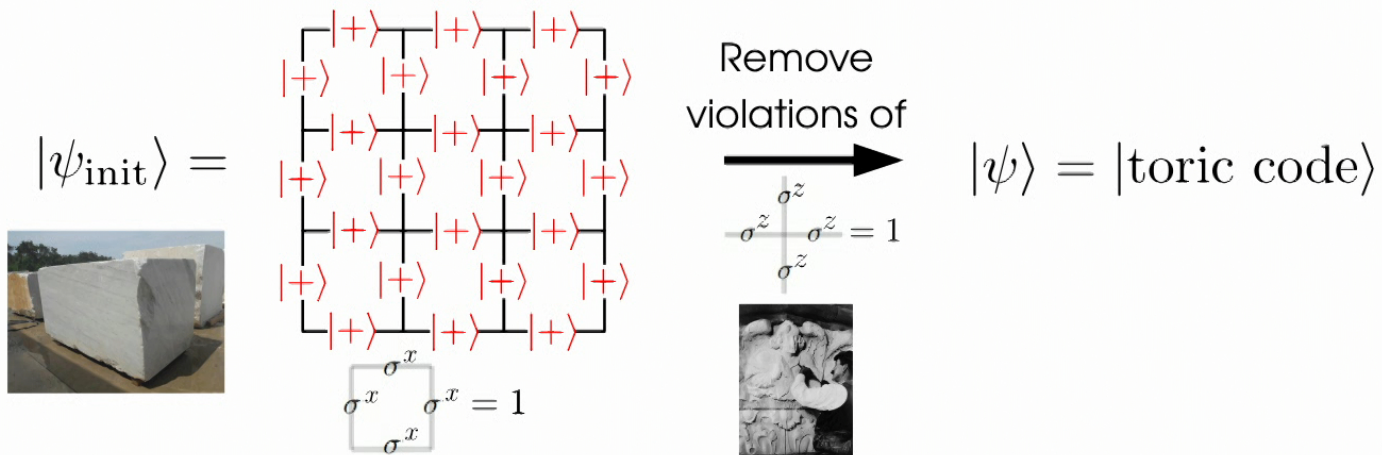 |ψ_init⟩ =
|+⟩ |+⟩ |+⟩
|+⟩ |+⟩ |+⟩ |+⟩
|+⟩ |+⟩ |+⟩
|+⟩ |+⟩ |+⟩ |+⟩
|+⟩ |+⟩ |+⟩
|+⟩ |+⟩ |+⟩ |+⟩
|+⟩ |+⟩ |+⟩
σ^x
σ^x σ^x = 1
σ^x
Remove
violations of
σ^z
σ^z σ^z = 1
σ^z
|ψ⟩ = |toric code⟩